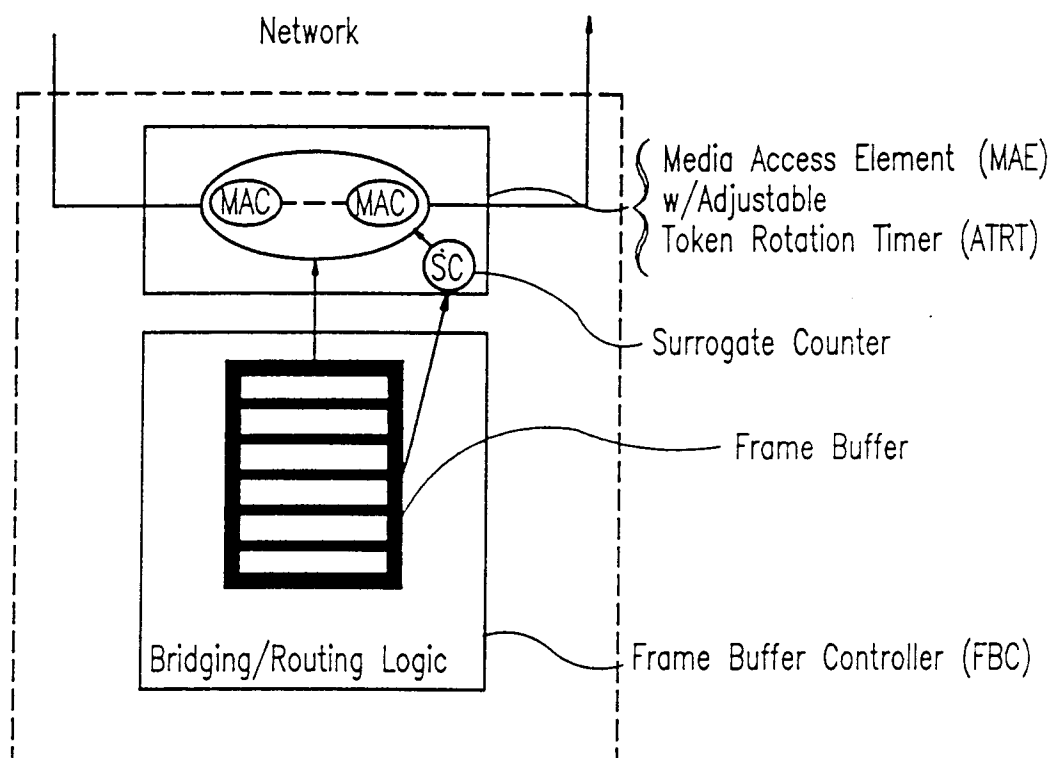 Network
MAC
MAC
SC
Media Access Element (MAE)
w/Adjustable
Token Rotation Timer (ATRT)
Surrogate Counter
Frame Buffer
Bridging/Routing Logic
Frame Buffer Controller (FBC)